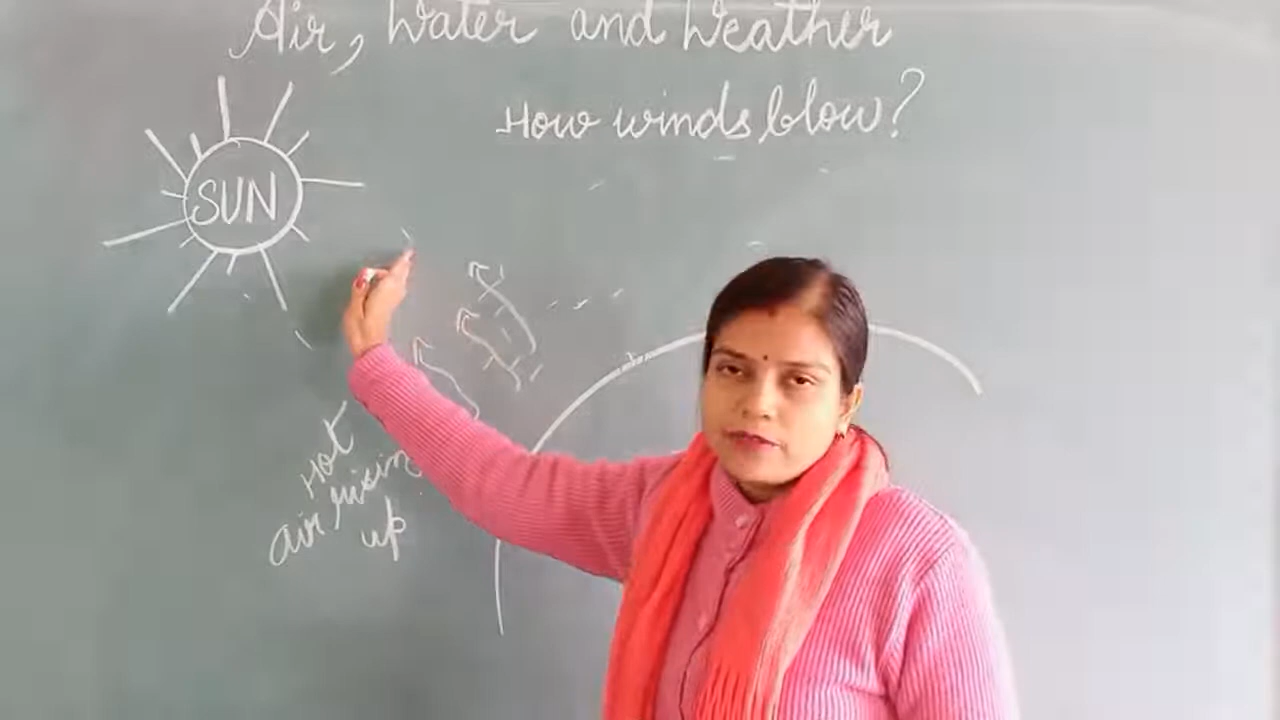 Air, Water and Weather
How winds blow?
SUN
Hot
air rising
up